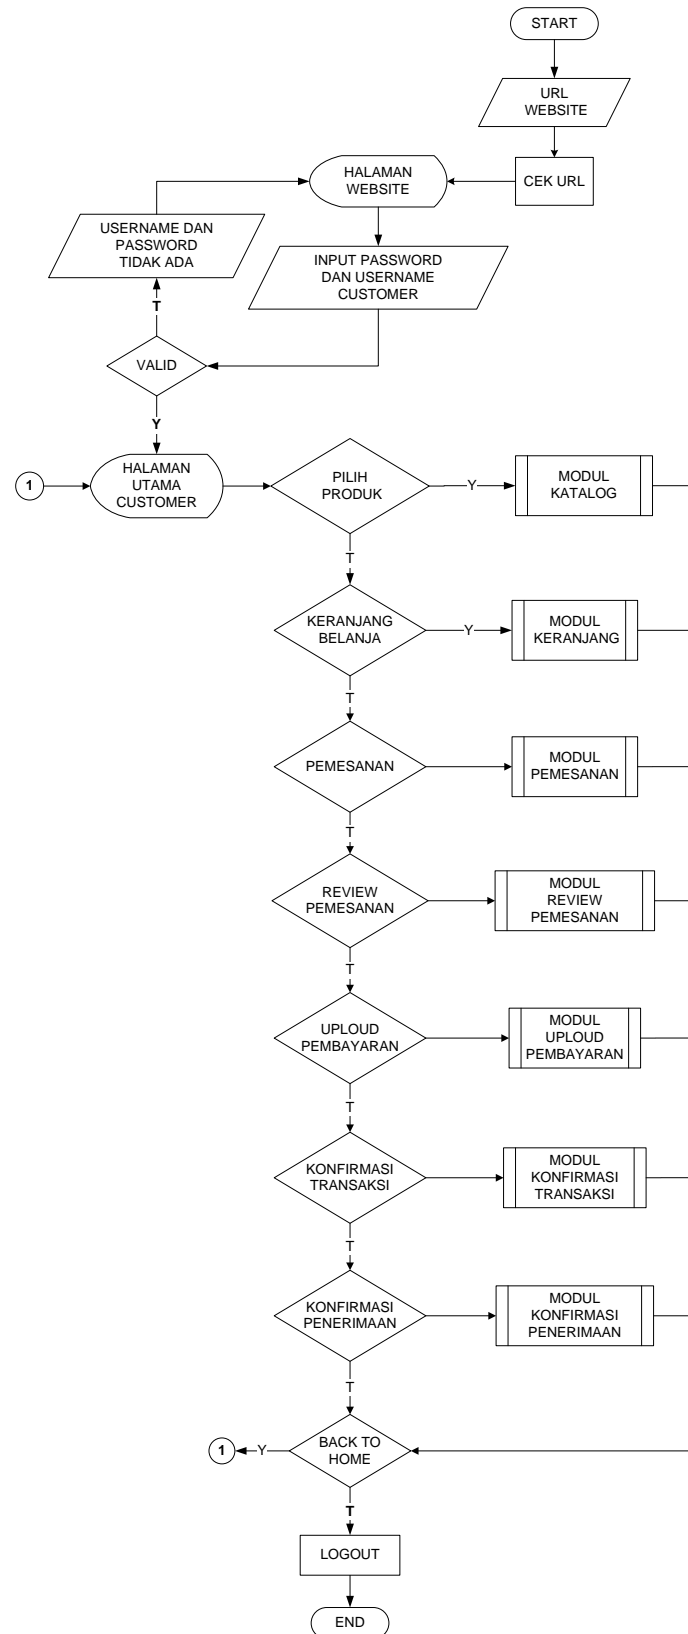 START
URL
WEBSITE
CEK URL
HALAMAN
WEBSITE
USERNAME DAN
PASSWORD
TIDAK ADA
INPUT PASSWORD
DAN USERNAME
CUSTOMER
T
VALID
Y
1
HALAMAN
UTAMA
CUSTOMER
PILIH
PRODUK
Y
MODUL
KATALOG
T
KERANJANG
BELANJA
Y
MODUL
KERANJANG
T
PEMESANAN
MODUL
PEMESANAN
T
REVIEW
PEMESANAN
MODUL
REVIEW
PEMESANAN
T
UPLOUD
PEMBAYARAN
MODUL
UPLOUD
PEMBAYARAN
T
KONFIRMASI
TRANSAKSI
MODUL
KONFIRMASI
TRANSAKSI
T
KONFIRMASI
PENERIMAAN
MODUL
KONFIRMASI
PENERIMAAN
T
1
Y
BACK TO
HOME
T
LOGOUT
END